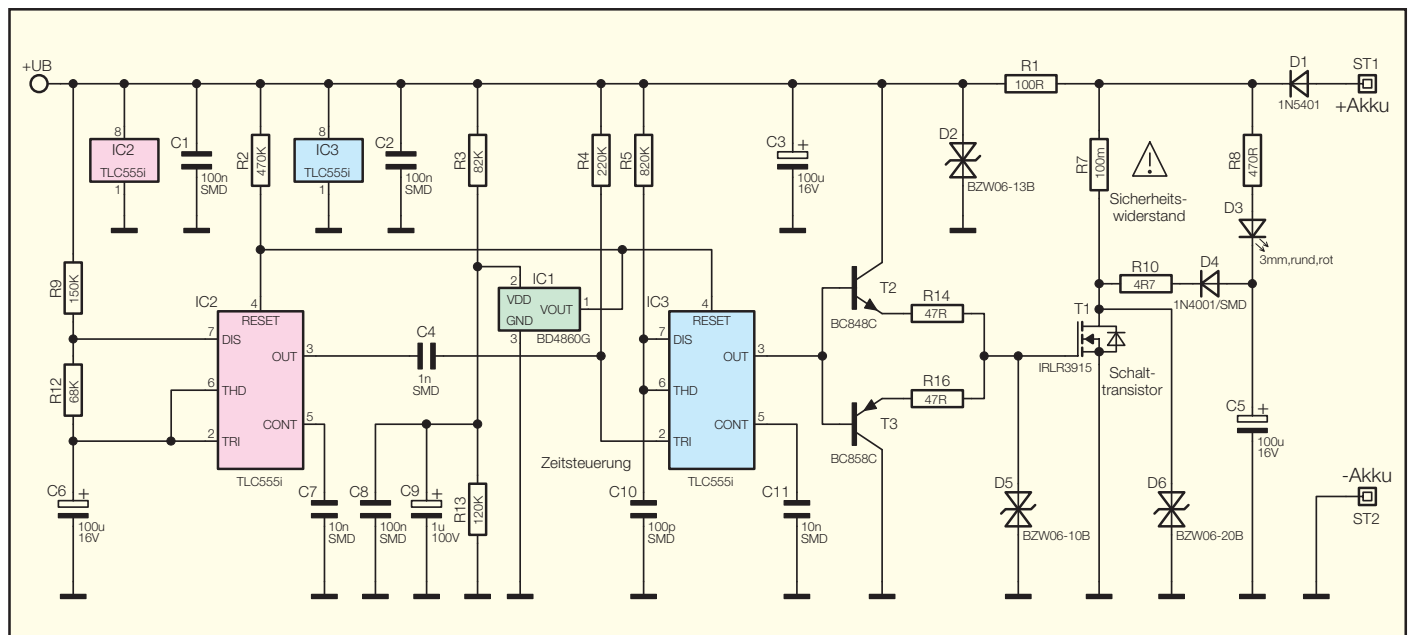 +UB
R1
100R
D1
1N5401
ST1
+Akku
8
IC2
TLC555i
1
C1
100n
SMD
R2
470K
8
IC3
TLC555i
1
C2
100n
SMD
R3
82K
R4
220K
R5
820K
C3
+
100u
16V
D2
BZW06-13B
R7
100m
Sicherheits-
widerstand
R8
470R
D3
3mm,rund,rot
R9
150K
R10
4R7
D4
1N4001/SMD
IC2
4
RESET
7
DIS
OUT
3
6
THD
CONT
5
2
TRI
TLC555i
C4
1n
SMD
2
IC1
VDD
VOUT
1
GND
3
BD4860G
IC3
4
RESET
7
DIS
OUT
3
6
THD
CONT
5
2
TRI
TLC555i
Zeitsteuerung
T2
BC848C
R14
47R
R16
47R
T3
BC858C
T1
IRLR3915
Schalt-
transistor
R12
68K
C5
+
100u
16V
C6
+
100u
16V
C7
10n
SMD
C8
100n
SMD
C9
+
1u
100V
R13
120K
C10
100p
SMD
C11
10n
SMD
D5
BZW06-10B
D6
BZW06-20B
-Akku
ST2